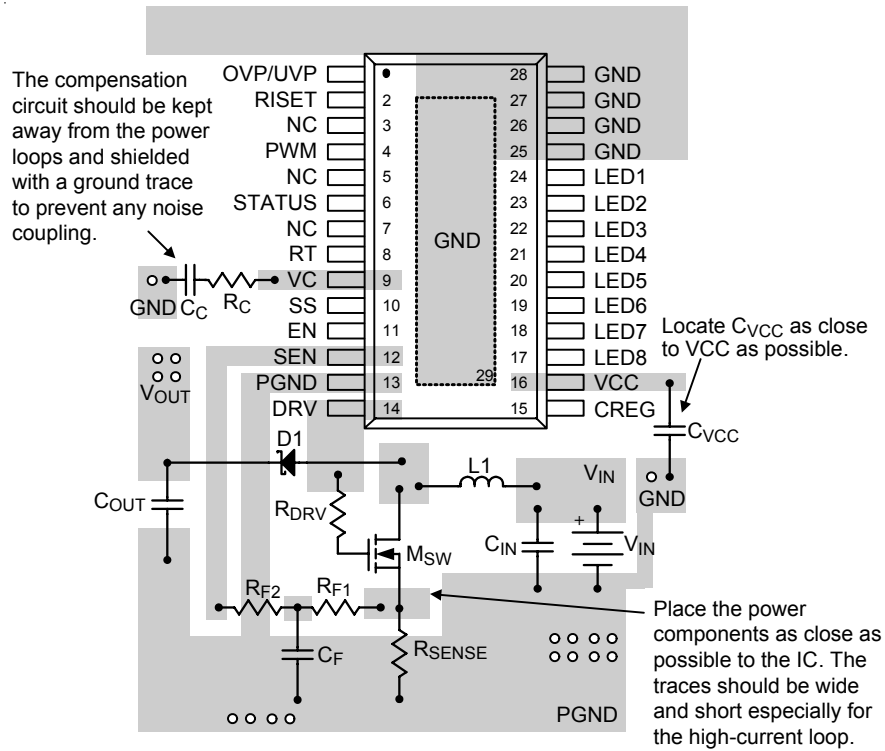 The compensation
circuit should be kept
away from the power
loops and shielded
with a ground trace
to prevent any noise
coupling.
OVP/UVP
RISET
NC
PWM
NC
STATUS
NC
RT
VC
SS
EN
SEN
PGND
DRV
2
3
4
5
6
7
8
9
10
11
12
13
14
GND
29
28
27
26
25
24
23
22
21
20
19
18
17
16
15
GND
GND
GND
GND
LED1
LED2
LED3
LED4
LED5
LED6
LED7
LED8
VCC
CREG
GND
CC
RC
Locate CVCC as close
to VCC as possible.
CVCC
GND
VOUT
D1
L1
VIN
COUT
RDRV
MSW
CIN
+
VIN
RF2
RF1
CF
RSENSE
Place the power
components as close as
possible to the IC. The
traces should be wide
and short especially for
the high-current loop.
PGND